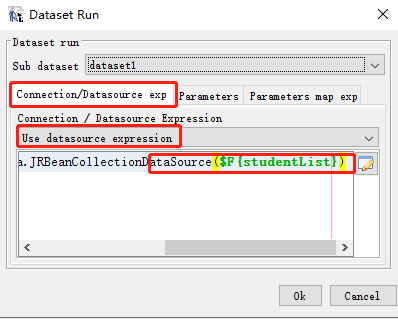 Dataset Run
Dataset run
Sub dataset dataset1
Connection/Datasource exp Parameters Parameters map exp
Connection / Datasource Expression
Use datasource expression
a.JRBeanCollectionDataSource($F{studentList})
Ok Cancel